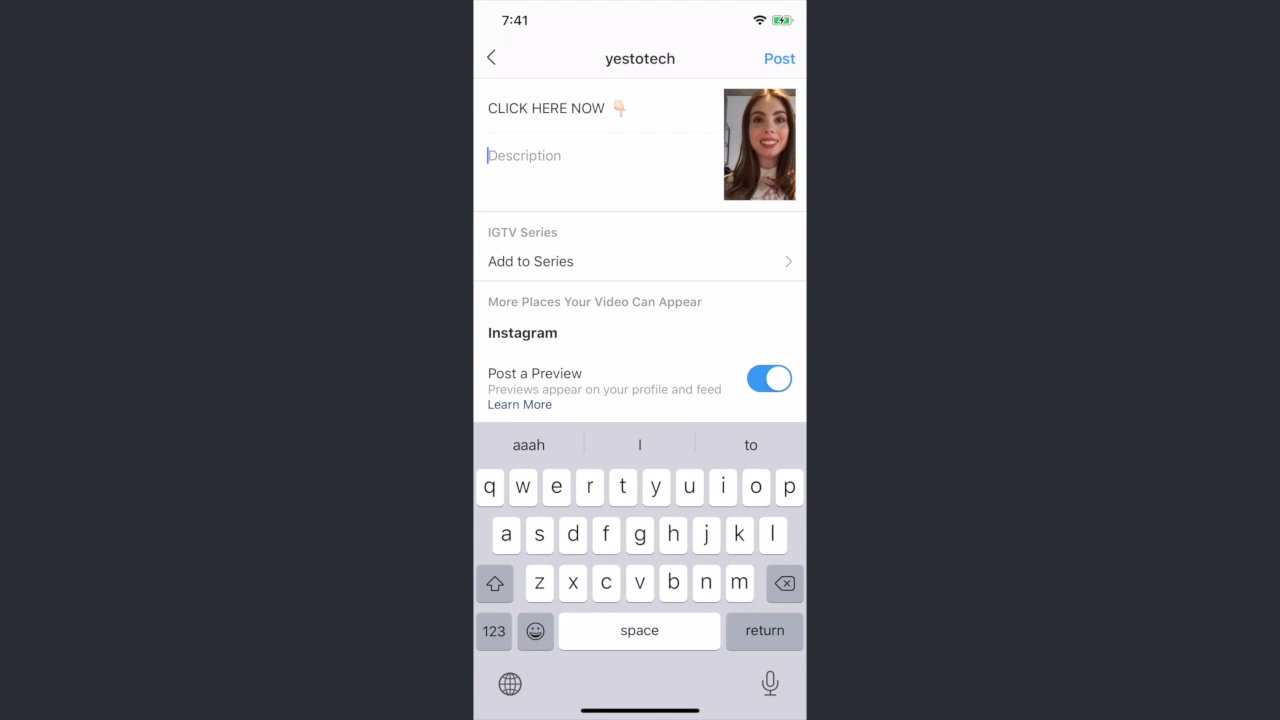 7:41
yestotech
Post
CLICK HERE NOW 👇🏻
Description
IGTV Series
Add to Series
More Places Your Video Can Appear
Instagram
Post a Preview
Previews appear on your profile and feed
Learn More
aaah I to
q w e r t y u i o p
a s d f g h j k l
z x c v b n m
123 space return